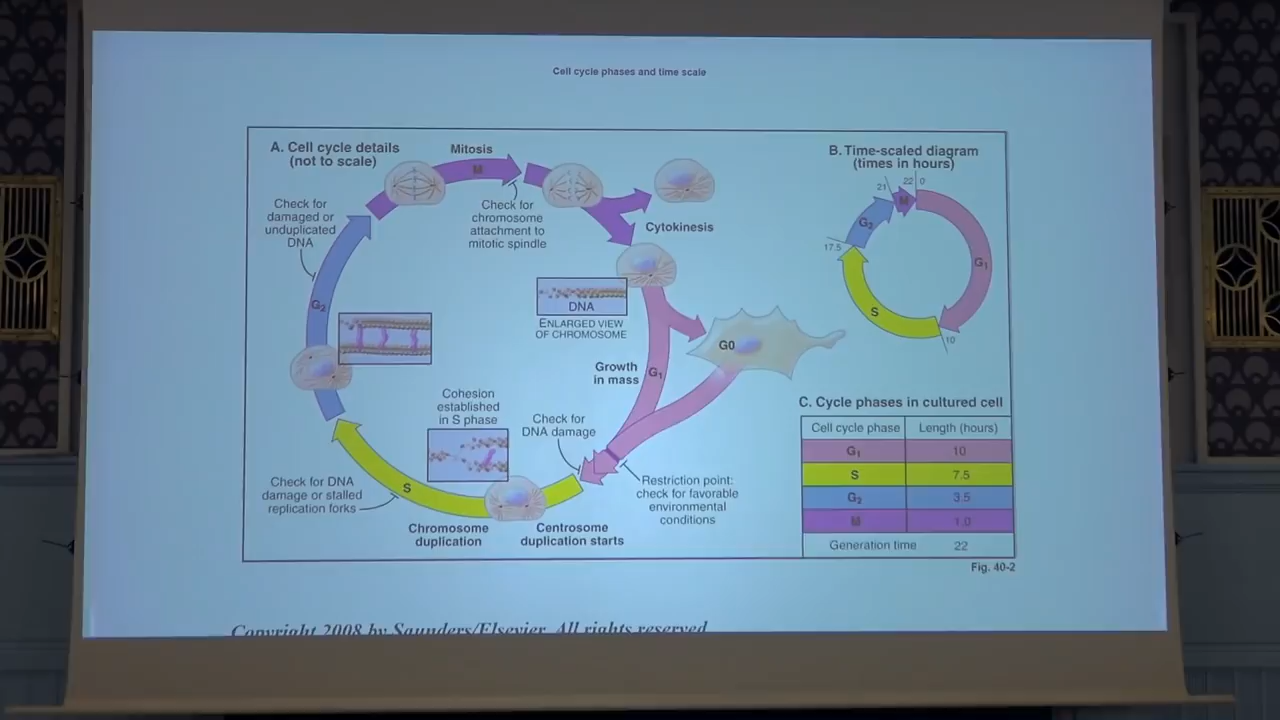 Cell cycle phases and time scale
A. Cell cycle details
(not to scale)
Mitosis
M
Check for
damaged or
unduplicated
DNA
Check for
chromosome
attachment to
mitotic spindle
Cytokinesis
G2
DNA
ENLARGED VIEW
OF CHROMOSOME
G0
Growth
in mass
G1
Cohesion
established
in S phase
Check for
DNA damage
Check for DNA
damage or stalled
replication forks
S
Restriction point:
check for favorable
environmental
conditions
Chromosome
duplication
Centrosome
duplication starts
B. Time-scaled diagram
(times in hours)
21
22
0
M
G2
17.5
G1
S
10
C. Cycle phases in cultured cell
Cell cycle phase Length (hours)
G1 10
S 7.5
G2 3.5
M 1.0
Generation time 22
Fig. 40-2
Copyright 2008 by Saunders/Elsevier. All rights reserved